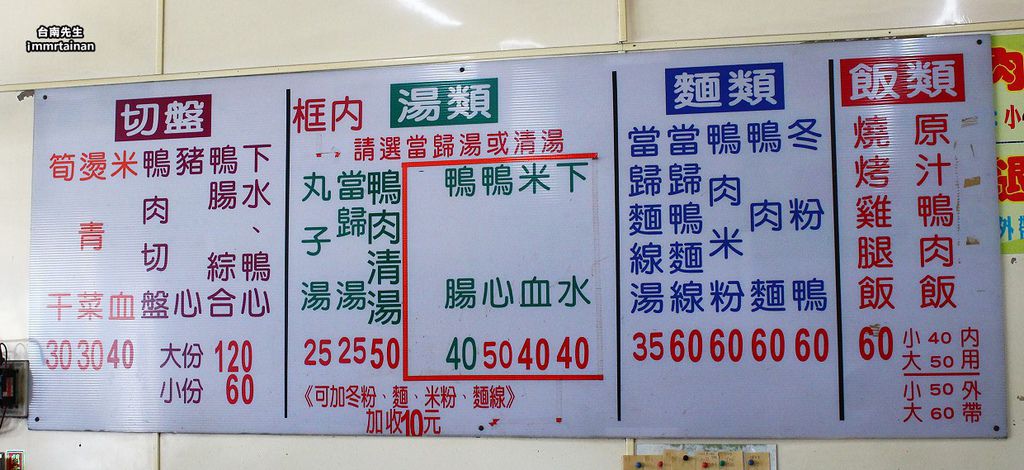 台南先生
immrtainan
切盤
筍干
燙青菜
米血
鴨肉切盤
豬心
鴨腸綜合
下水、鴨心
30 30 40
大份 120
小份 60
湯類
框内
請選當歸湯或清湯
丸子湯
當歸湯
鴨肉清湯
鴨腸
鴨心
米血
下水
25 25 50 40 50 40 40
《可加冬粉、麵、米粉、麵線》
加收10元
麵類
當歸麵線湯
當歸鴨麵線
鴨肉米粉
鴨肉麵
冬粉鴨
35 60 60 60 60
飯類
燒烤雞腿飯
原汁鴨肉飯
60
小 40 内
大 50 用
小 50 外
大 60 帶